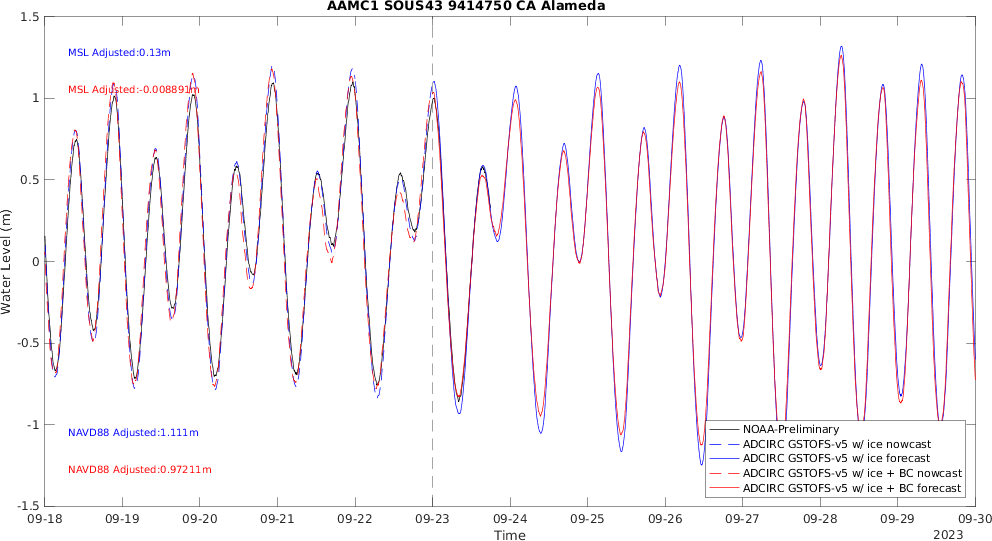 AAMC1 SOUS43 9414750 CA Alameda
1.5
MSL Adjusted:0.13m
MSL Adjusted:-0.008891m
1
0.5
Water Level (m)
0
-0.5
-1
NAVD88 Adjusted:1.111m
NAVD88 Adjusted:0.97211m
-1.5
NOAA-Preliminary
ADCIRC GSTOFS-v5 w/ ice nowcast
ADCIRC GSTOFS-v5 w/ ice forecast
ADCIRC GSTOFS-v5 w/ ice + BC nowcast
ADCIRC GSTOFS-v5 w/ ice + BC forecast
09-18 09-19 09-20 09-21 09-22 09-23 09-24 09-25 09-26 09-27 09-28 09-29 09-30
Time
2023